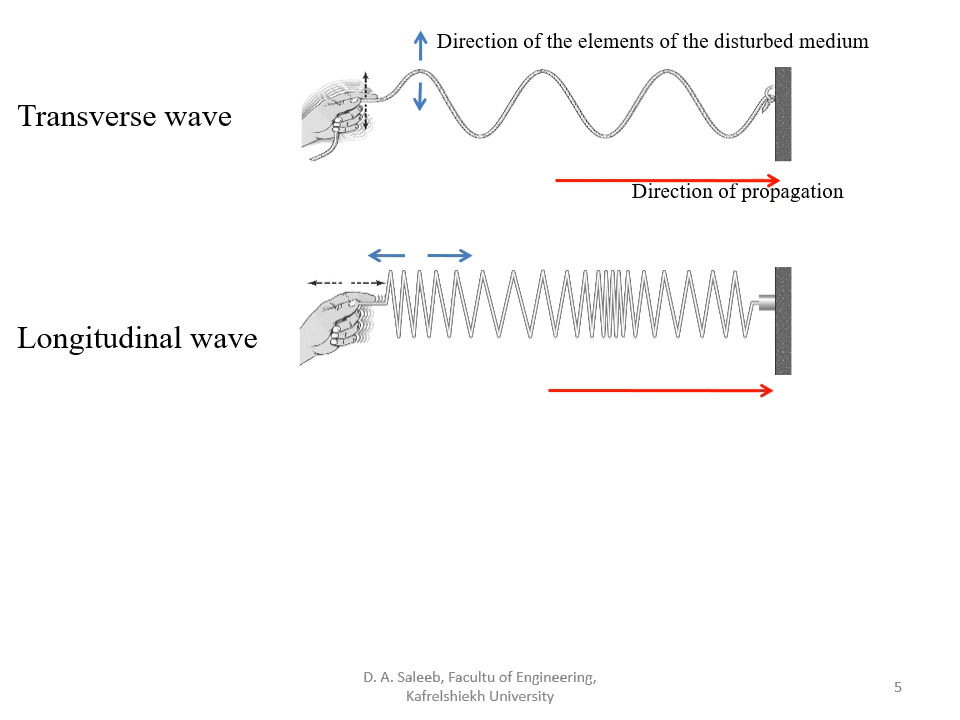 Direction of the elements of the disturbed medium
Transverse wave
Direction of propagation
Longitudinal wave
D. A. Saleeb, Facultu of Engineering,
Kafrelshiekh University
5